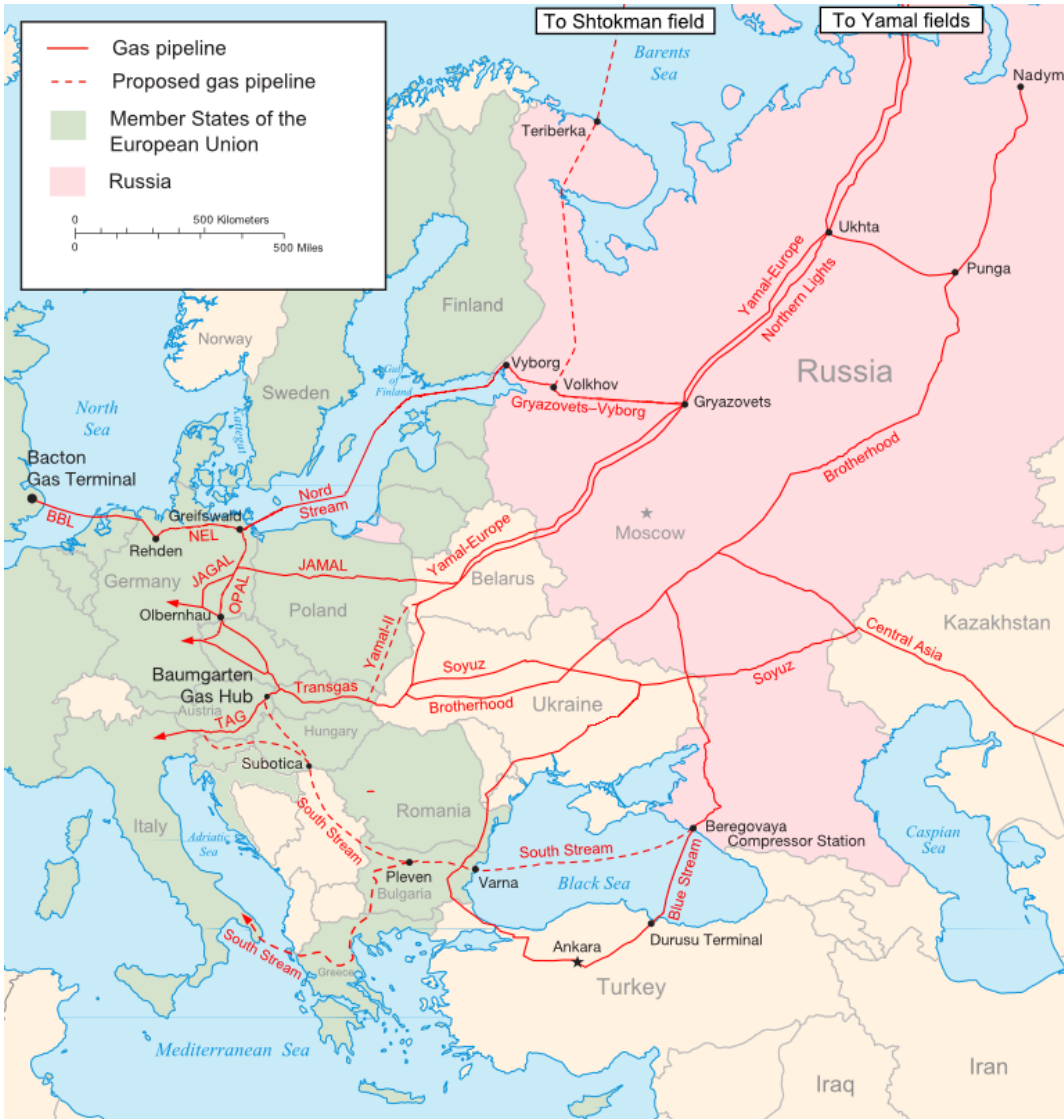 To Shtokman field
To Yamal fields
Gas pipeline
Proposed gas pipeline
Member States of the
European Union
Russia
0
500 Kilometers
0
500 Miles
Barents
Sea
Nadym
Teriberka
Ukhta
Punga
Yamal-Europe
Northern Lights
Finland
Norway
Sweden
Gulf
of
Finland
Vyborg
Volkhov
Gryazovets–Vyborg
Gryazovets
Russia
North
Sea
Kattegat
Bacton
Gas Terminal
BBL
Greifswald
NEL
Rehden
Nord
Stream
Brotherhood
Moscow
Yamal-Europe
Belarus
JAGAL
JAMAL
OPAL
Germany
Poland
Olbernhau
Yamal-II
Kazakhstan
Central Asia
Baumgarten
Gas Hub
Transgas
Soyuz
Brotherhood
Ukraine
Soyuz
Austria
TAG
Hungary
Subotica
Romania
South Stream
Italy
Adriatic
Sea
Pleven
Bulgaria
Varna
South Stream
Black Sea
Beregovaya
Compressor Station
Blue Stream
Caspian
Sea
South Stream
Greece
Ankara
Durusu Terminal
Turkey
Mediterranean Sea
Iraq
Iran